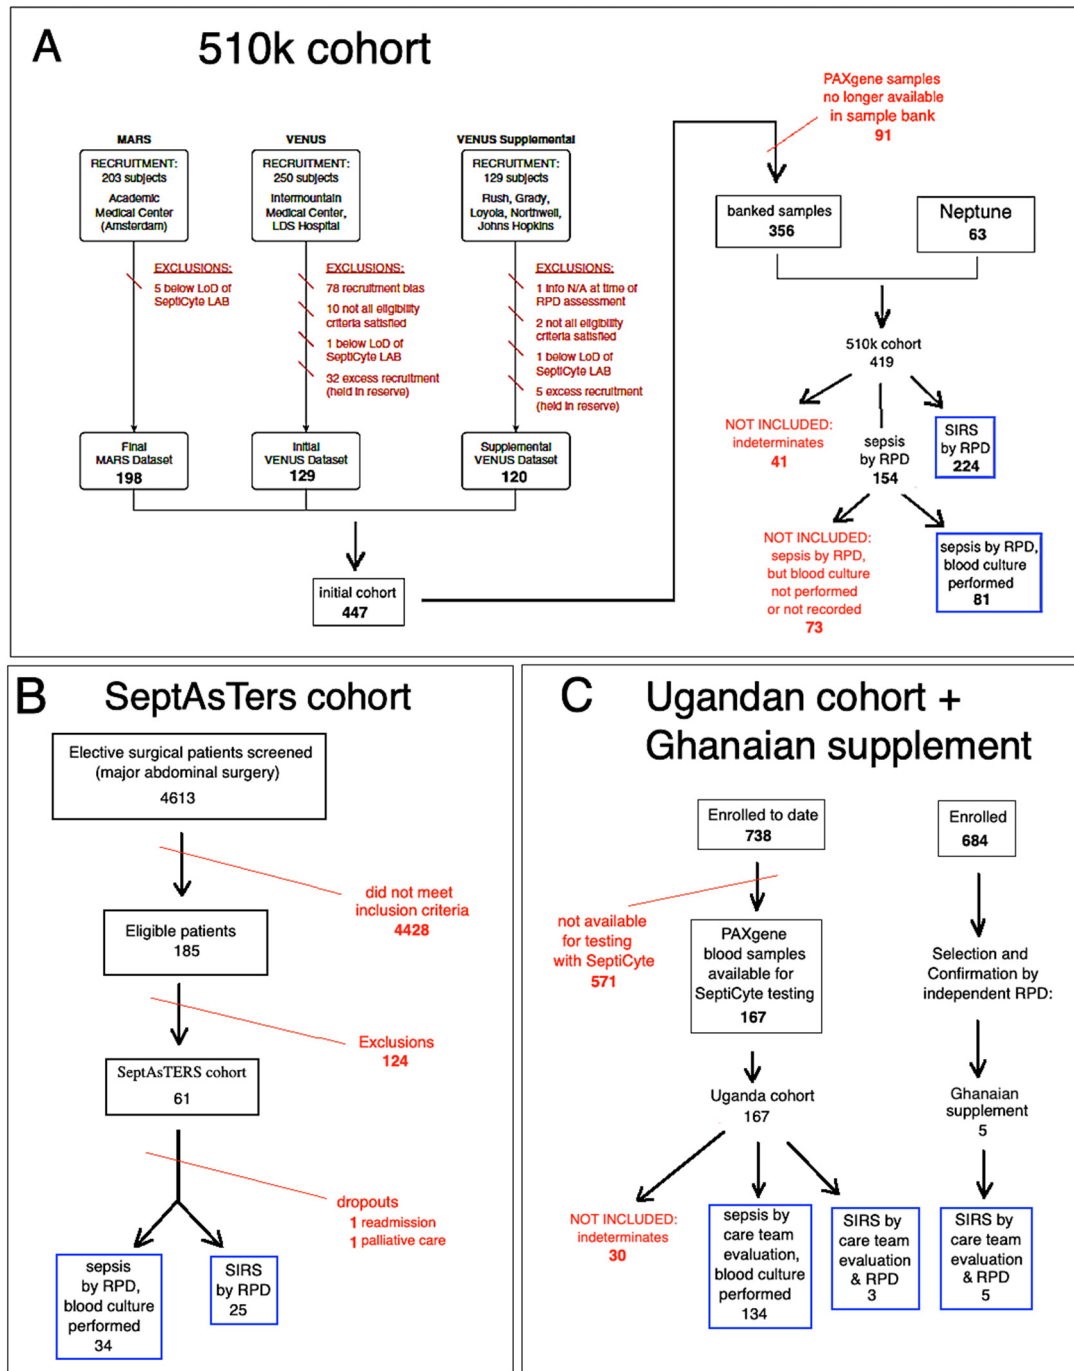 A
510k cohort
MARS
RECRUITMENT:
203 subjects
Academic
Medical Center
(Amsterdam)
EXCLUSIONS:
5 below LoD of
SeptiCyte LAB
Final
MARS Dataset
198
VENUS
RECRUITMENT:
250 subjects
Intermountain
Medical Center,
LDS Hospital
EXCLUSIONS:
78 recruitment bias
10 not all eligibility
criteria satisfied
1 below LoD of
SeptiCyte LAB
32 excess recruitment
(held in reserve)
Initial
VENUS Dataset
129
VENUS Supplemental
RECRUITMENT:
129 subjects
Rush, Grady,
Loyola, Northwell,
Johns Hopkins
EXCLUSIONS:
1 info N/A at time of
RPD assessment
2 not all eligibility
criteria satisfied
1 below LoD of
SeptiCyte LAB
5 excess recruitment
(held in reserve)
Supplemental
VENUS Dataset
120
initial cohort
447
PAXgene samples
no longer available
in sample bank
91
banked samples
356
Neptune
63
510k cohort
419
NOT INCLUDED:
indeterminates
41
sepsis
by RPD
154
SIRS
by RPD
224
NOT INCLUDED:
sepsis by RPD,
but blood culture
not performed
or not recorded
73
sepsis by RPD,
blood culture
performed
81
B
SeptAsTers cohort
Elective surgical patients screened
(major abdominal surgery)
4613
did not meet
inclusion criteria
4428
Eligible patients
185
Exclusions
124
SeptAsTERS cohort
61
dropouts
1 readmission
1 palliative care
sepsis
by RPD,
blood culture
performed
34
SIRS
by RPD
25
C
Ugandan cohort +
Ghanaian supplement
Enrolled to date
738
not available
for testing
with SeptiCyte
571
PAXgene
blood samples
available for
SeptiCyte testing
167
Uganda cohort
167
NOT INCLUDED:
indeterminates
30
sepsis by
care team
evaluation,
blood culture
performed
134
SIRS by
care team
evaluation
& RPD
3
Enrolled
684
Selection and
Confirmation by
independent RPD:
Ghanaian
supplement
5
SIRS by
care team
evaluation
& RPD
5